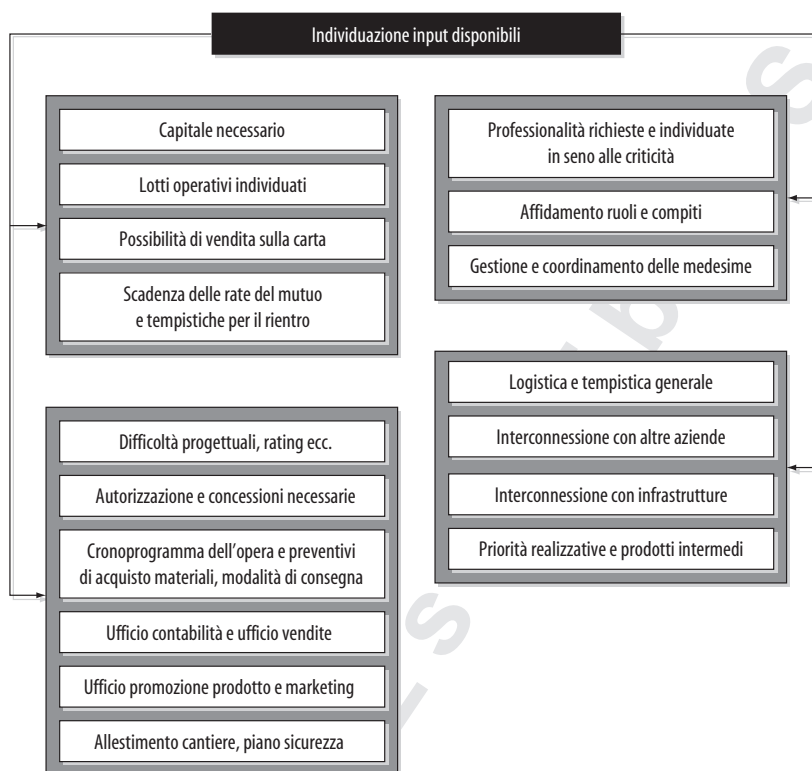 Individuazione input disponibili
Capitale necessario
Lotti operativi individuati
Possibilità di vendita sulla carta
Scadenza delle rate del mutuo
e tempistiche per il rientro
Professionalità richieste e individuate
in seno alle criticità
Affidamento ruoli e compiti
Gestione e coordinamento delle medesime
Difficoltà progettuali, rating ecc.
Autorizzazione e concessioni necessarie
Cronoprogramma dell'opera e preventivi
di acquisto materiali, modalità di consegna
Ufficio contabilità e ufficio vendite
Ufficio promozione prodotto e marketing
Allestimento cantiere, piano sicurezza
Logistica e tempistica generale
Interconnessione con altre aziende
Interconnessione con infrastrutture
Priorità realizzative e prodotti intermedi